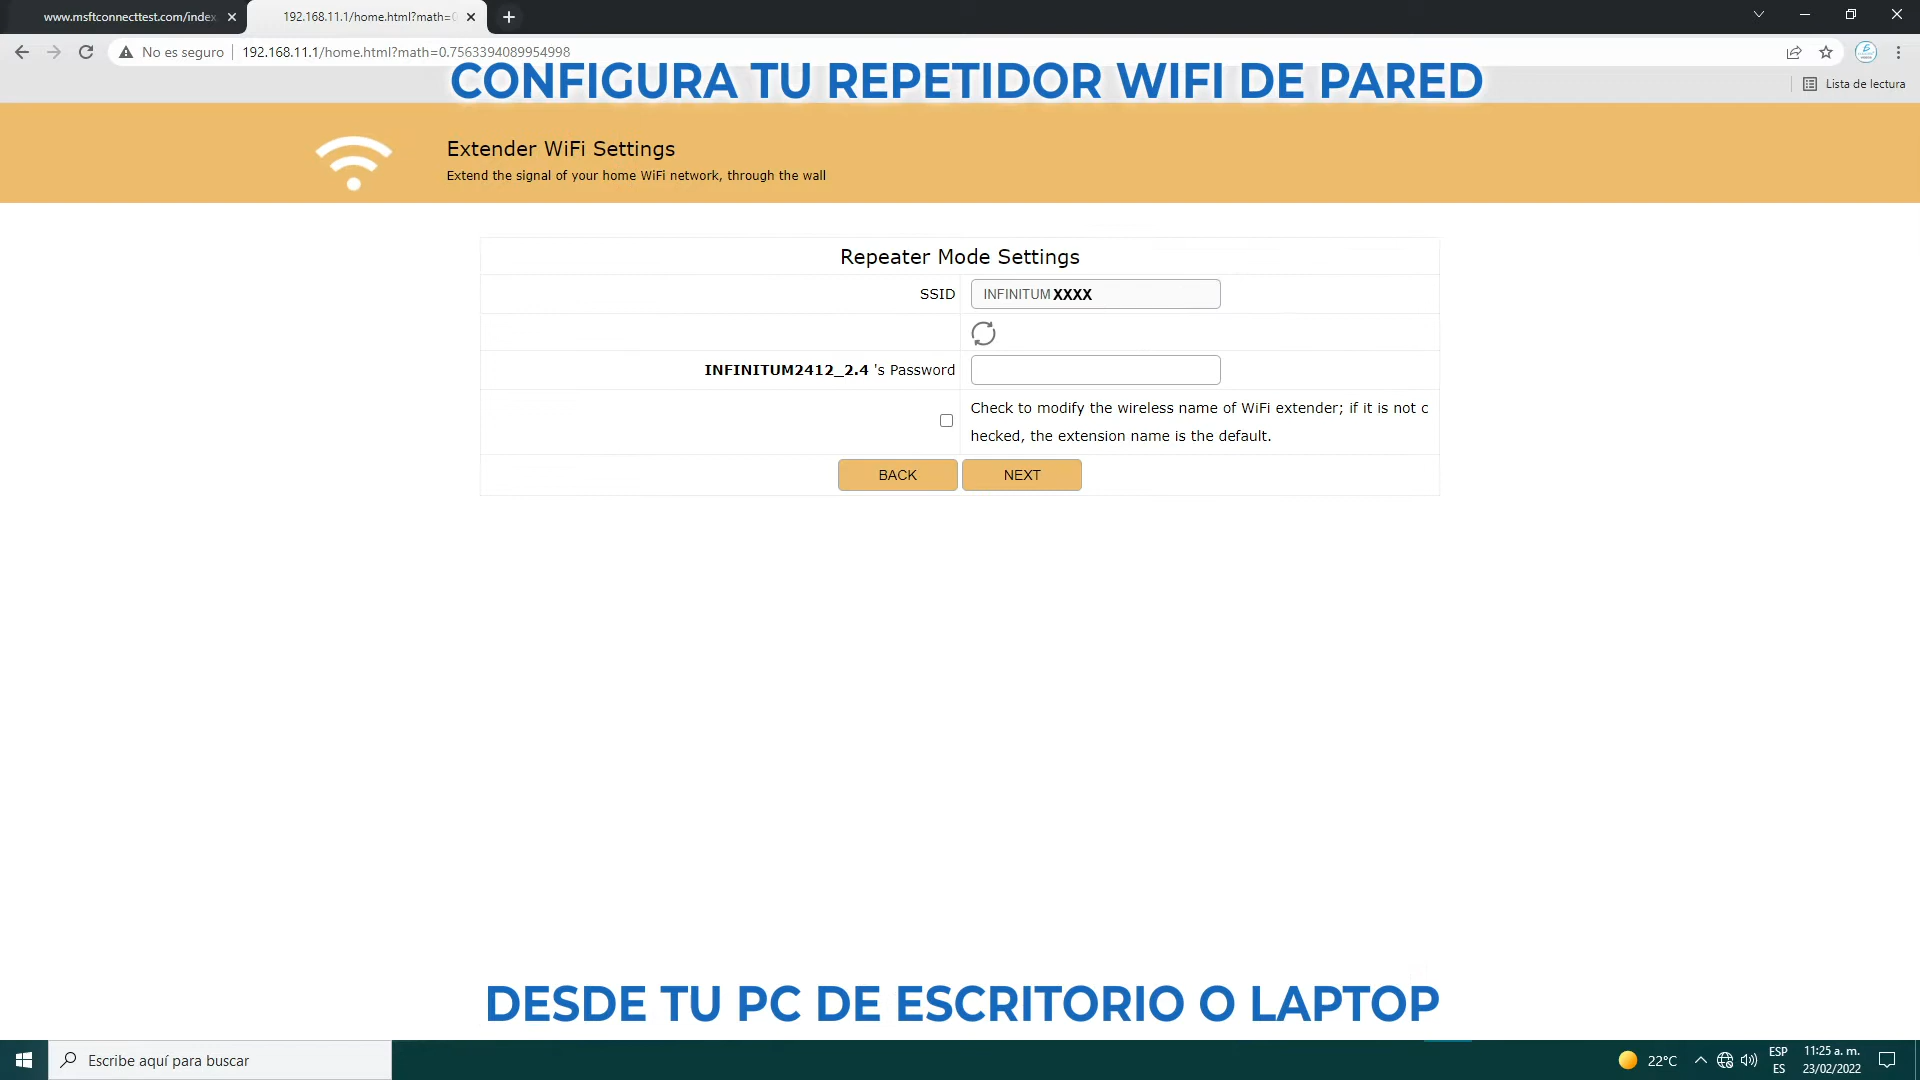 www.msftconnecttest.com/index
192.168.11.1/home.html?math=0
No es seguro
192.168.11.1/home.html?math=0.7563394089954998
CONFIGURA TU REPETIDOR WIFI DE PARED
Lista de lectura
Extender WiFi Settings
Extend the signal of your home WiFi network, through the wall
Repeater Mode Settings
SSID
INFINITUM XXXX
INFINITUM2412_2.4 's Password
Check to modify the wireless name of WiFi extender; if it is not c
hecked, the extension name is the default.
BACK
NEXT
DESDE TU PC DE ESCRITORIO O LAPTOP
Escribe aquí para buscar
22°C
ESP
ES
11:25 a. m.
23/02/2022